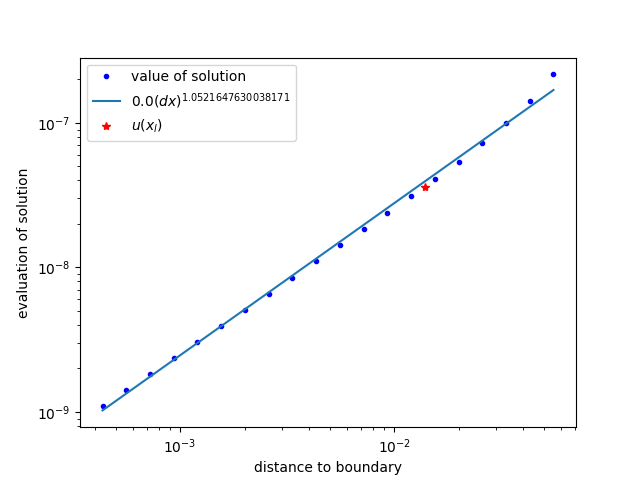 value of solution
0.0(dx)^1.0521647630038171
u(x_l)
evaluation of solution
10^-7
10^-8
10^-9
10^-3
10^-2
distance to boundary